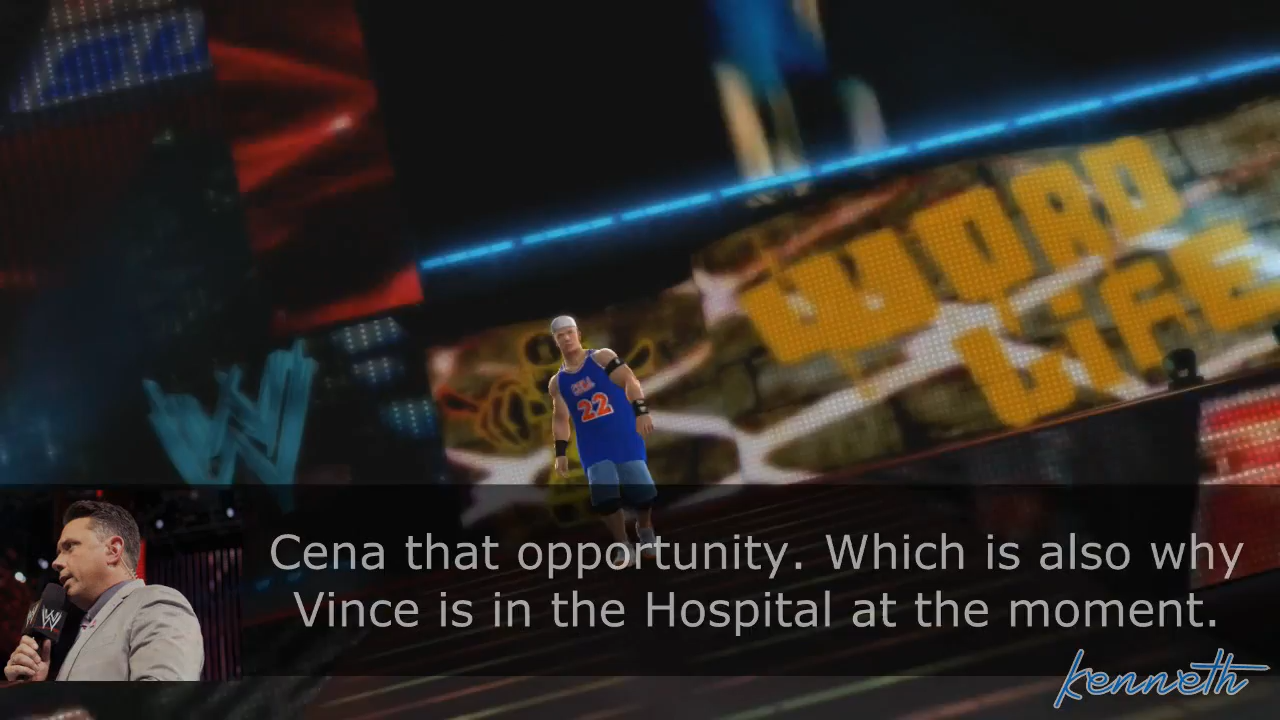 WORD
LIFE
CENA
22
Cena that opportunity. Which is also why
Vince is in the Hospital at the moment.
kenneth